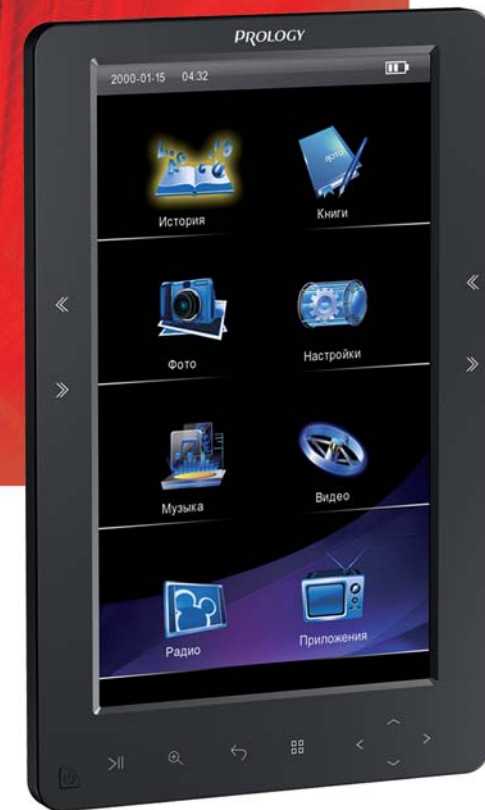 PROLOGY
2000-01-15 04:32
История
Книги
Фото
Настройки
Музыка
Видео
Радио
Приложения